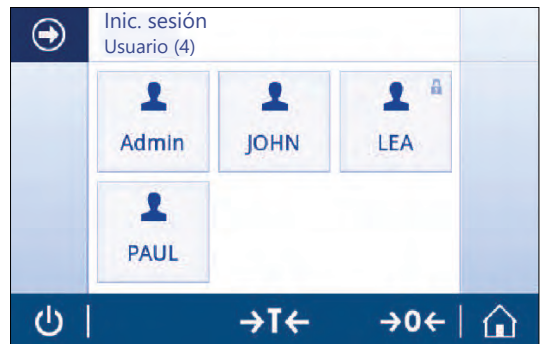 Inic. sesión
Usuario (4)
Admin
JOHN
LEA
PAUL
→T← →0←